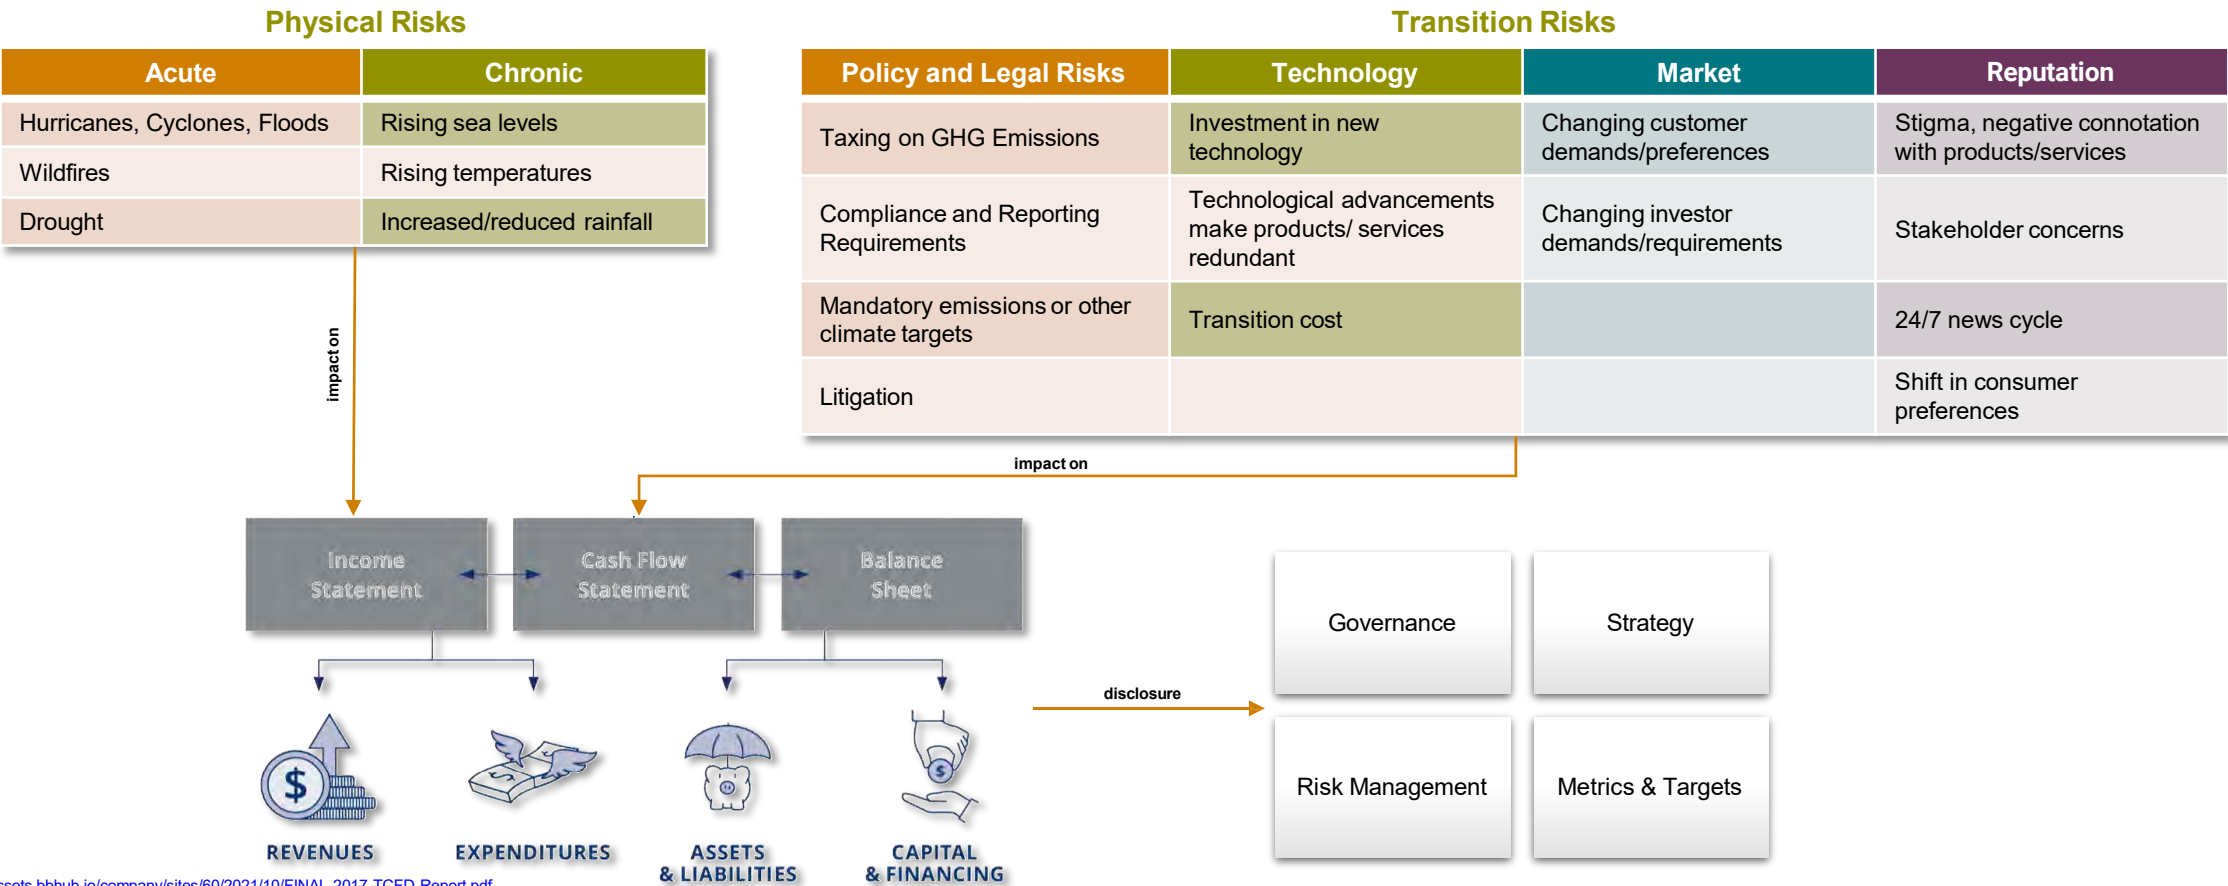 Physical Risks
Transition Risks
Acute
Chronic
Hurricanes, Cyclones, Floods
Rising sea levels
Wildfires
Rising temperatures
Drought
Increased/reduced rainfall
Policy and Legal Risks
Technology
Market
Reputation
Taxing on GHG Emissions
Investment in new
technology
Changing customer
demands/preferences
Stigma, negative connotation
with products/services
Compliance and Reporting
Requirements
Technological advancements
make products/ services
redundant
Changing investor
demands/requirements
Stakeholder concerns
Mandatory emissions or other
climate targets
Transition cost
24/7 news cycle
Litigation
Shift in consumer
preferences
impact on
impact on
Income
Statement
Cash Flow
Statement
Balance
Sheet
REVENUES
EXPENDITURES
ASSETS
& LIABILITIES
CAPITAL
& FINANCING
disclosure
Governance
Strategy
Risk Management
Metrics & Targets